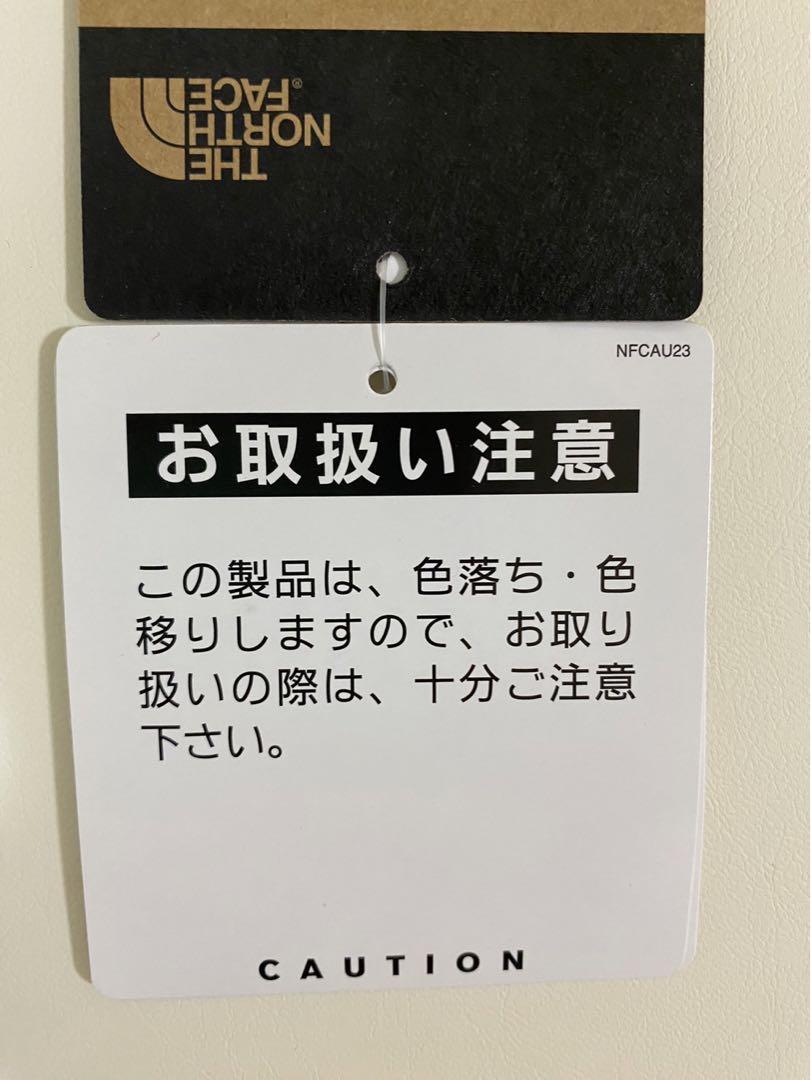 THE
NORTH
FACE®
NFCAU23
お取扱い注意
この製品は、色落ち・色
移りしますので、お取り
扱いの際は、十分ご注意
下さい。
CAUTION